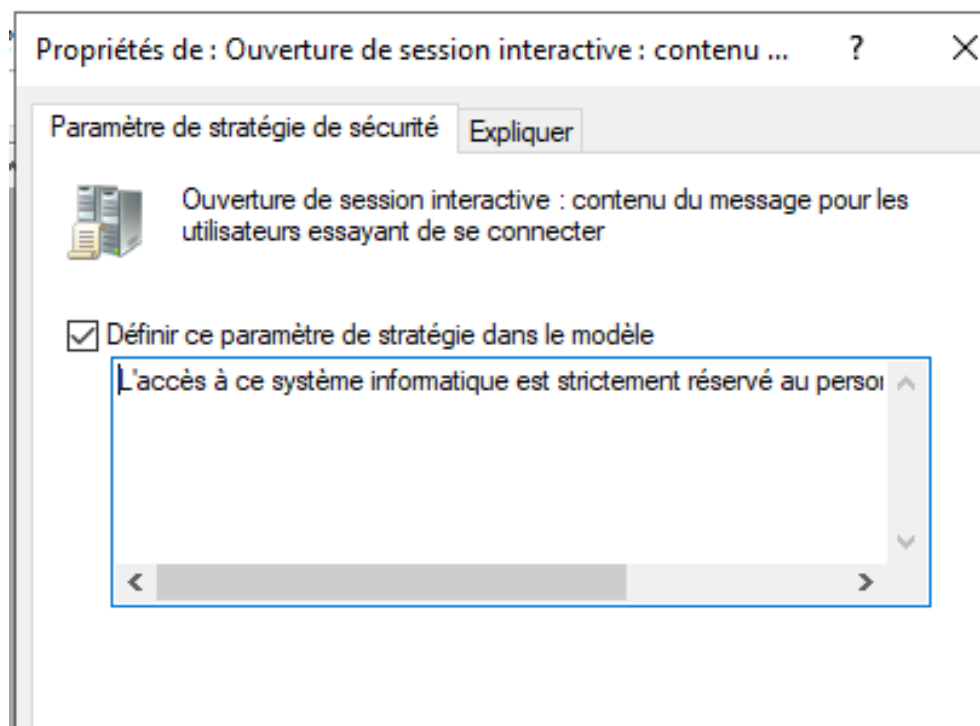 Propriétés de : Ouverture de session interactive : contenu ... ?
Paramètre de stratégie de sécurité Expliquer
Ouverture de session interactive : contenu du message pour les
utilisateurs essayant de se connecter
Définir ce paramètre de stratégie dans le modèle
L'accès à ce système informatique est strictement réservé au